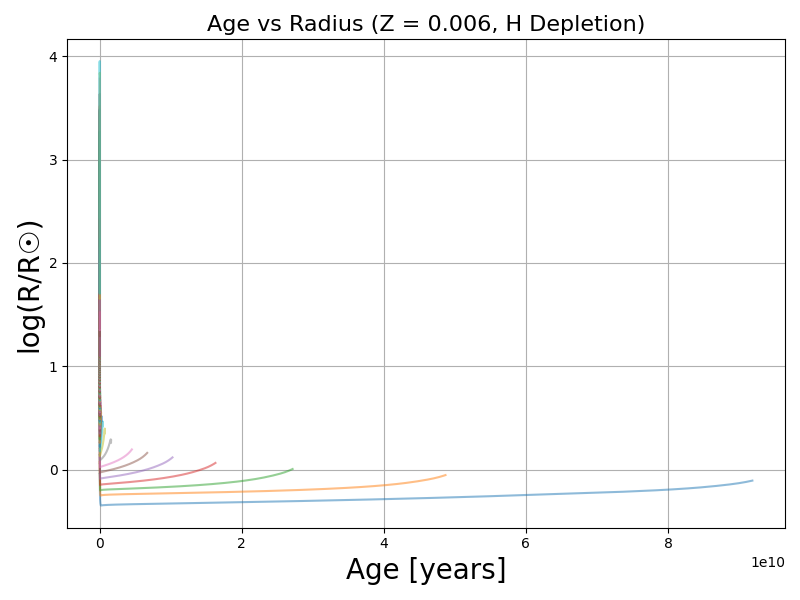 Age vs Radius (Z = 0.006, H Depletion)
log(R/R☉)
4
3
2
1
0
0 2 4 6 8
1e10
Age [years]